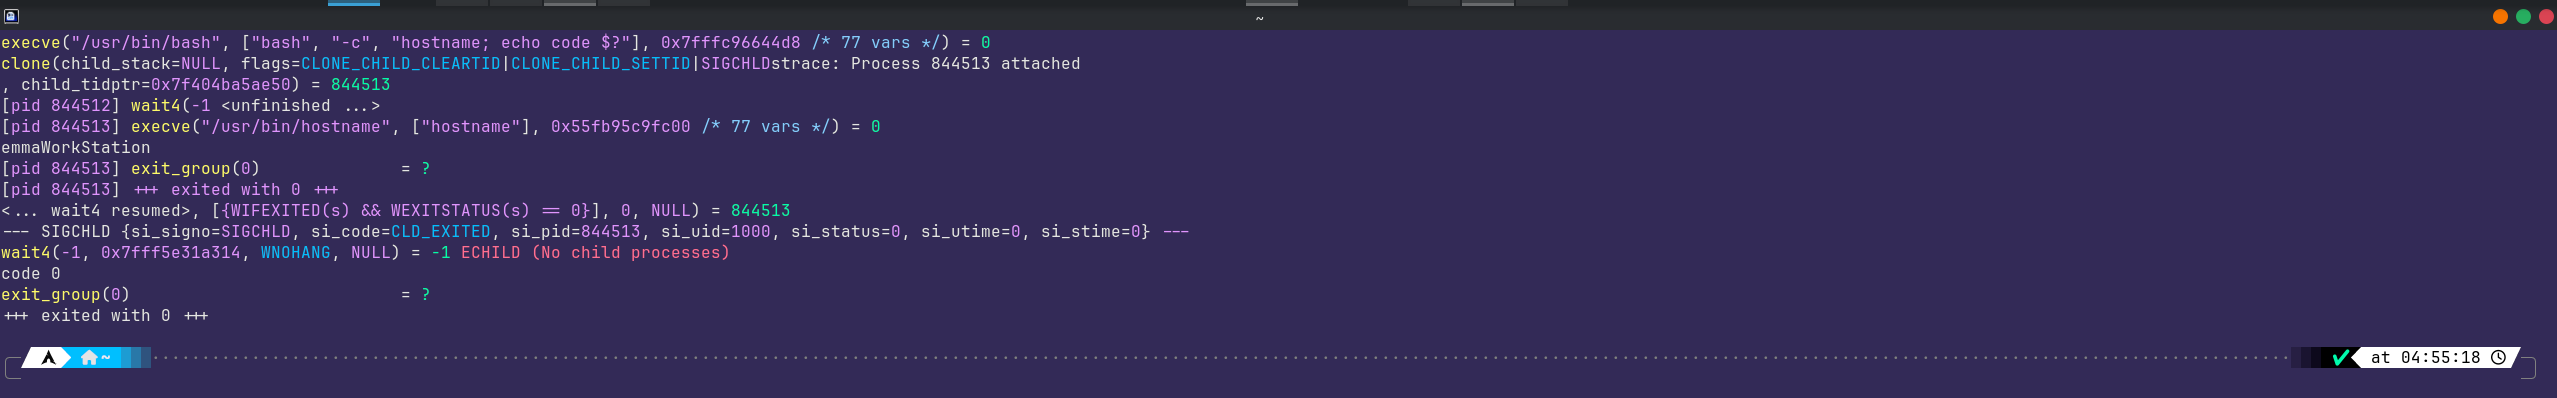 ~
execve("/usr/bin/bash", ["bash", "-c", "hostname; echo code $?"], 0x7fffc96644d8 /* 77 vars */) = 0
clone(child_stack=NULL, flags=CLONE_CHILD_CLEARTID|CLONE_CHILD_SETTID|SIGCHLDstrace: Process 844513 attached
, child_tidptr=0x7f404ba5ae50) = 844513
[pid 844512] wait4(-1 <unfinished ...>
[pid 844513] execve("/usr/bin/hostname", ["hostname"], 0x55fb95c9fc00 /* 77 vars */) = 0
emmaWorkStation
[pid 844513] exit_group(0)              = ?
[pid 844513] +++ exited with 0 +++
<... wait4 resumed>, [{WIFEXITED(s) && WEXITSTATUS(s) == 0}], 0, NULL) = 844513
--- SIGCHLD {si_signo=SIGCHLD, si_code=CLD_EXITED, si_pid=844513, si_uid=1000, si_status=0, si_utime=0, si_stime=0} ---
wait4(-1, 0x7fff5e31a314, WNOHANG, NULL) = -1 ECHILD (No child processes)
code 0
exit_group(0)                           = ?
+++ exited with 0 +++
~ at 04:55:18